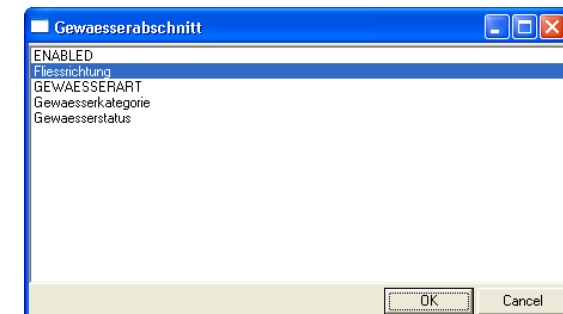 Gewaesserabschnitt
ENABLED
Fliessrichtung
GEWAESSERART
Gewaesserkategorie
Gewaesserstatus
OK Cancel